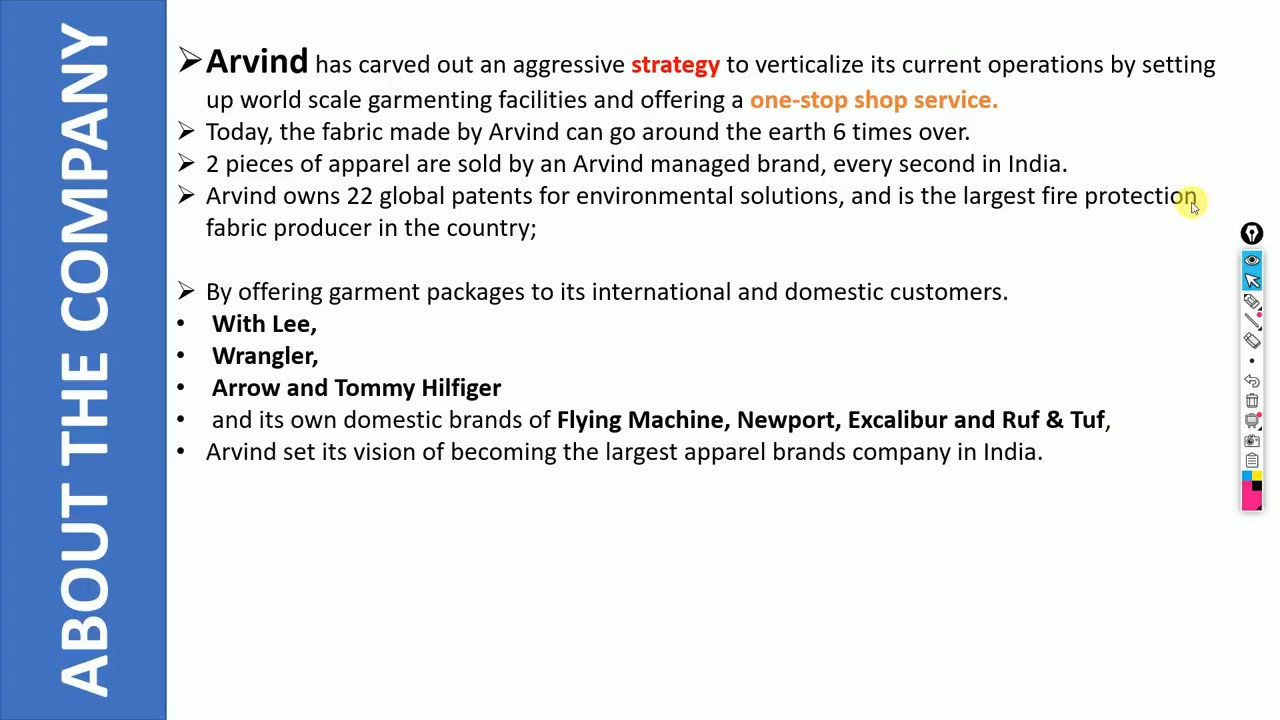 ABOUT THE COMPANY
➢Arvind has carved out an aggressive strategy to verticalize its current operations by setting
up world scale garmenting facilities and offering a one-stop shop service.
➢ Today, the fabric made by Arvind can go around the earth 6 times over.
➢ 2 pieces of apparel are sold by an Arvind managed brand, every second in India.
➢ Arvind owns 22 global patents for environmental solutions, and is the largest fire protection
fabric producer in the country;
➢ By offering garment packages to its international and domestic customers.
• With Lee,
• Wrangler,
• Arrow and Tommy Hilfiger
• and its own domestic brands of Flying Machine, Newport, Excalibur and Ruf & Tuf,
• Arvind set its vision of becoming the largest apparel brands company in India.